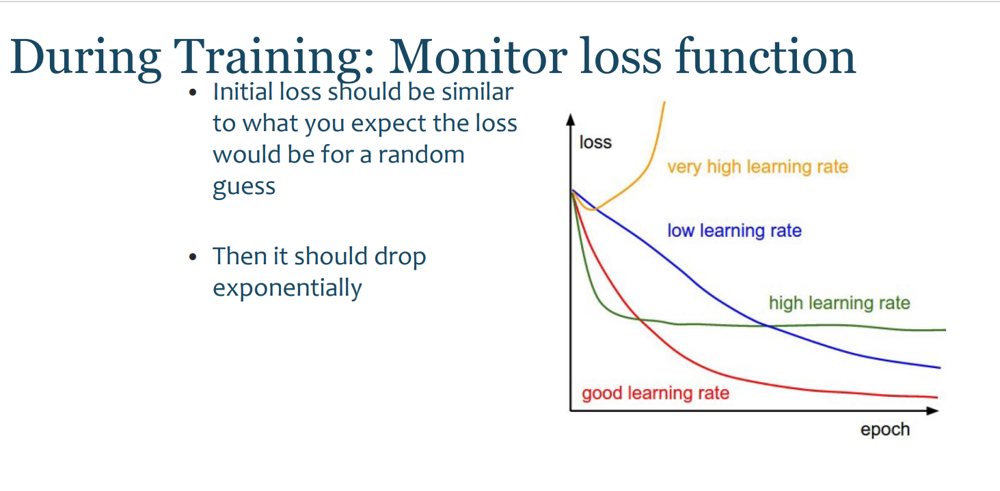 During Training: Monitor loss function
• Initial loss should be similar
to what you expect the loss
would be for a random
guess
• Then it should drop
exponentially
loss
very high learning rate
low learning rate
high learning rate
good learning rate
epoch